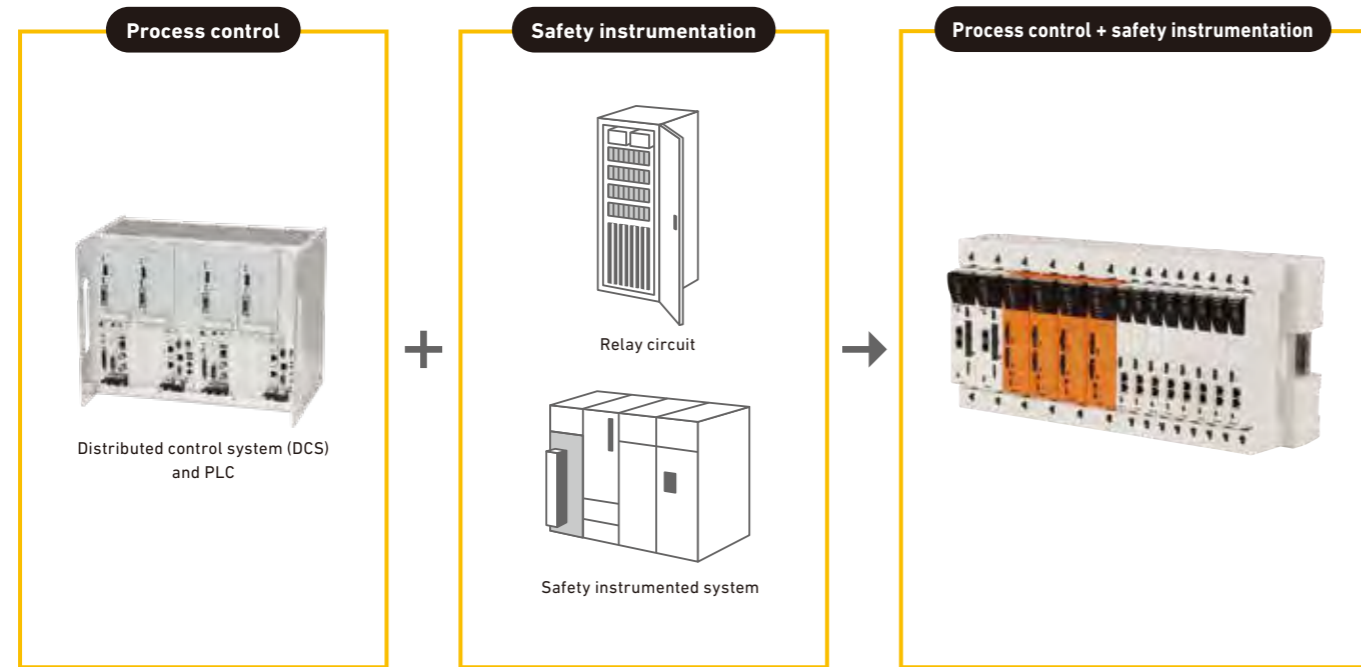 Process control
Safety instrumentation
Process control + safety instrumentation
Relay circuit
Distributed control system (DCS)
and PLC
Safety instrumented system